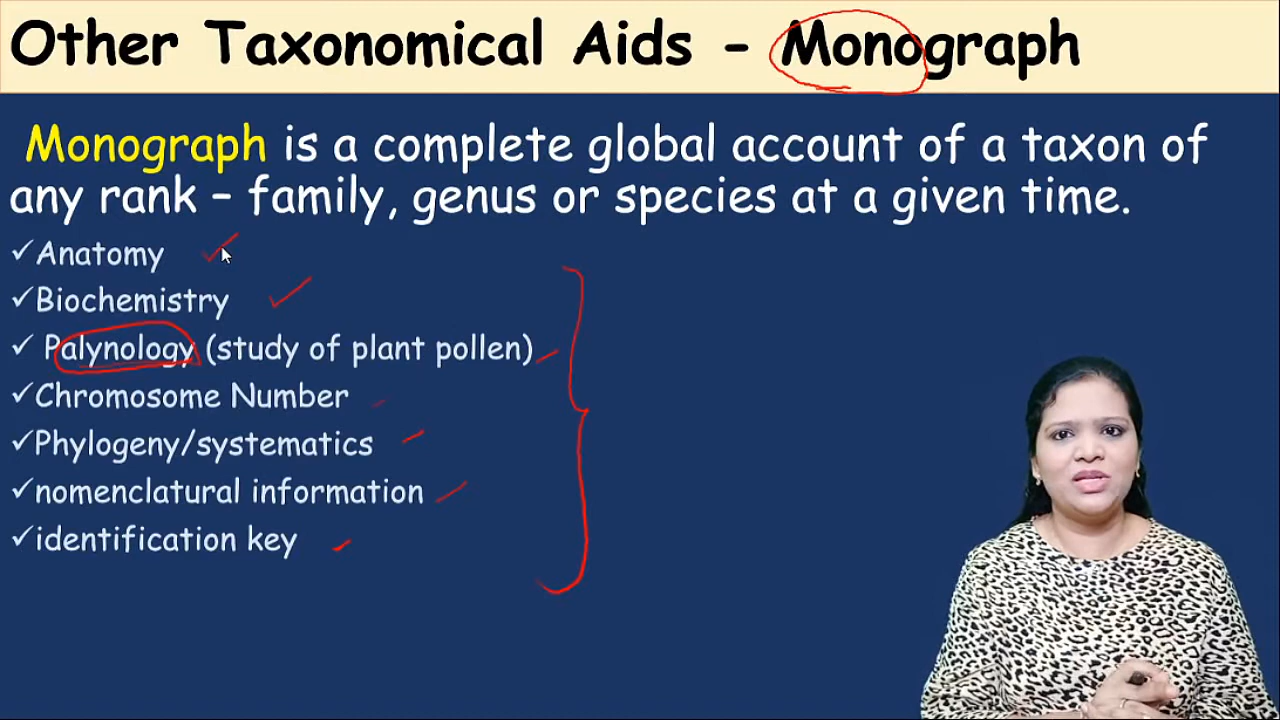 Other Taxonomical Aids - Monograph
Monograph is a complete global account of a taxon of
any rank – family, genus or species at a given time.
✓Anatomy
✓Biochemistry
✓ Palynology (study of plant pollen)
✓Chromosome Number
✓Phylogeny/systematics
✓nomenclatural information
✓identification key